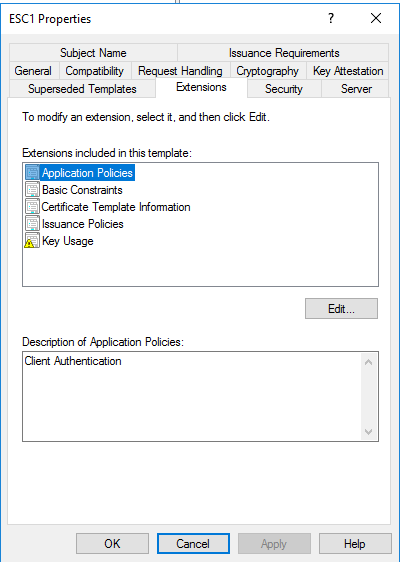 ESC1 Properties
? ×
Subject Name Issuance Requirements
General Compatibility Request Handling Cryptography Key Attestation
Superseded Templates Extensions Security Server
To modify an extension, select it, and then click Edit.
Extensions included in this template:
Application Policies
Basic Constraints
Certificate Template Information
Issuance Policies
Key Usage
Edit...
Description of Application Policies:
Client Authentication
OK Cancel Apply Help